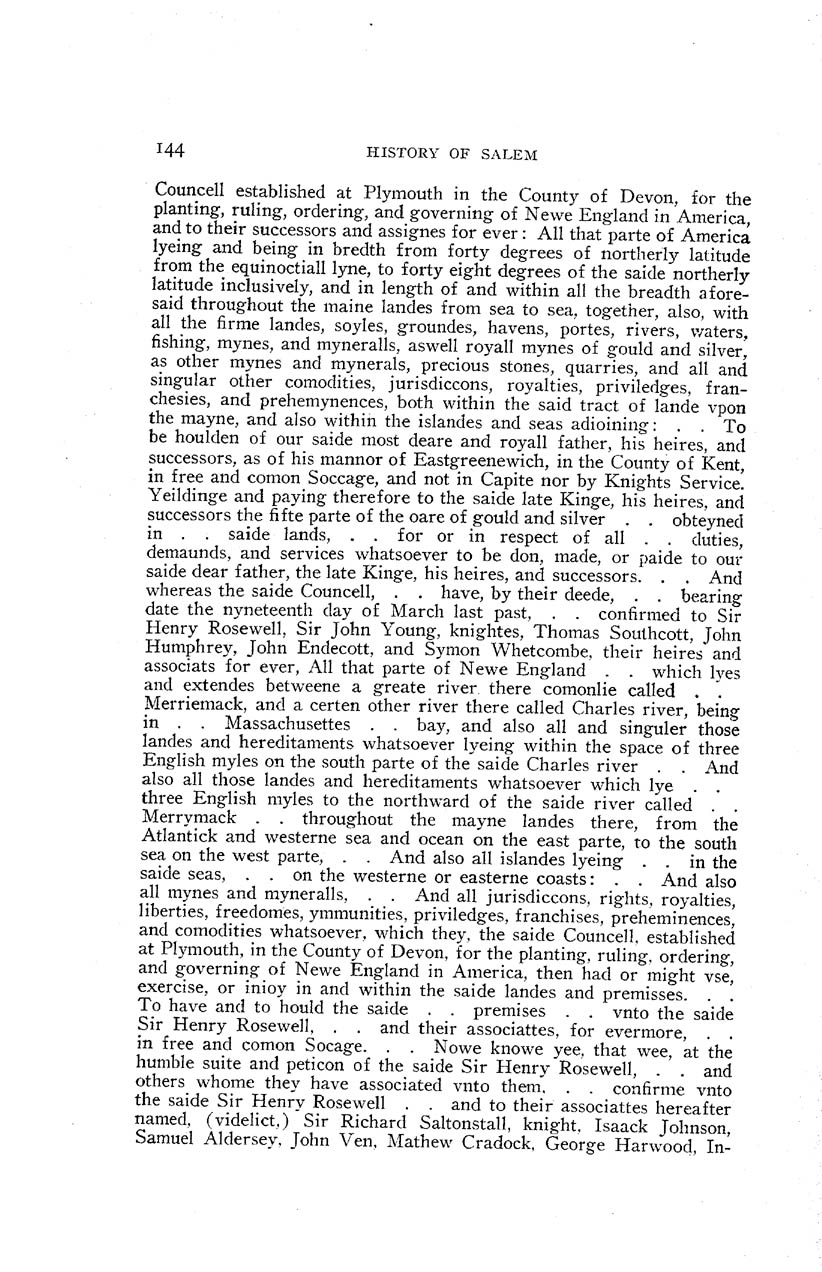 144 HISTORY OF SALEM
Councell established at Plymouth in the County of Devon, for the
planting, ruling, ordering, and governing of Newe England in America,
and to their successors and assignes for ever: All that parte of America
lyeing and being in bredth from forty degrees of northerly latitude
from the equinoctiall lyne, to forty eight degrees of the saide northerly
latitude inclusively, and in length of and within all the breadth afore-
said throughout the maine landes from sea to sea, together, also, with
all the firme landes, soyles, groundes, havens, portes, rivers, waters,
fishing, mynes, and myneralls, aswell royall mynes of gould and silver,
as other mynes and mynerals, precious stones, quarries, and all and
singular other comodities, jurisdiccons, royalties, priviledges, fran-
chesies, and prehemynences, both within the said tract of lande vpon
the mayne, and also within the islandes and seas adioining: . . To
be houlden of our saide most deare and royall father, his heires, and
successors, as of his mannor of Eastgreenewich, in the County of Kent,
in free and comon Soccage, and not in Capite nor by Knights Service.
Yeildinge and paying therefore to the saide late Kinge, his heires, and
successors the fifte parte of the oare of gould and silver . . obteyned
in . . saide lands, . . for or in respect of all . . duties,
demaunds, and services whatsoever to be don, made, or paide to our
saide dear father, the late Kinge, his heires, and successors. . . And
whereas the saide Councell, . . have, by their deede, . . bearing
date the nyneteenth day of March last past, . . confirmed to Sir
Henry Rosewell, Sir John Young, knightes, Thomas Southcott, John
Humphrey, John Endecott, and Symon Whetcombe, their heires and
associats for ever, All that parte of Newe England . . which lyes
and extendes betweene a greate river there comonlie called . .
Merriemack, and a certen other river there called Charles river, being
in . . Massachusettes . . bay, and also all and singuler those
landes and hereditaments whatsoever lyeing within the space of three
English myles on the south parte of the saide Charles river . . And
also all those landes and hereditaments whatsoever which lye . .
three English myles to the northward of the saide river called . .
Merrymack . . throughout the mayne landes there, from the
Atlantick and westerne sea and ocean on the east parte, to the south
sea on the west parte, . . And also all islandes lyeing . . in the
saide seas, . . on the westerne or easterne coasts: . . And also
all mynes and myneralls, . . And all jurisdiccons, rights, royalties,
liberties, freedomes, ymmunities, priviledges, franchises, preheminences,
and comodities whatsoever, which they, the saide Councell, established
at Plymouth, in the County of Devon, for the planting, ruling, ordering,
and governing of Newe England in America, then had or might vse,
exercise, or inioy in and within the saide landes and premisses. . .
To have and to hould the saide . . premises . . vnto the saide
Sir Henry Rosewell, . . and their associattes, for evermore, . .
in free and comon Socage. . . Nowe knowe yee, that wee, at the
humble suite and peticon of the saide Sir Henry Rosewell, . . and
others whome they have associated vnto them, . . confirme vnto
the saide Sir Henry Rosewell . . and to their associattes hereafter
named, (videlict,) Sir Richard Saltonstall, knight, Isaack Johnson,
Samuel Aldersey, John Ven, Mathew Cradock, George Harwood, In-